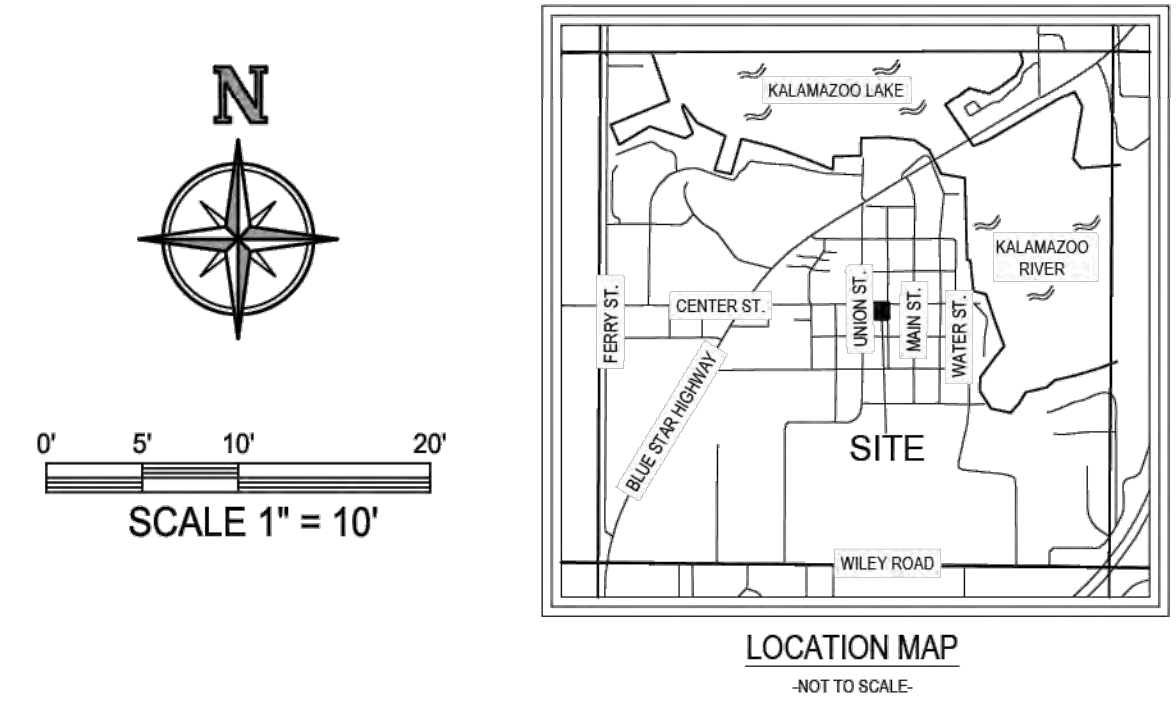 N
0' 5' 10' 20'
SCALE 1" = 10'
KALAMAZOO LAKE
KALAMAZOO
RIVER
FERRY ST.
CENTER ST.
UNION ST.
MAIN ST.
WATER ST.
BLUE STAR HIGHWAY
SITE
WILEY ROAD
LOCATION MAP
-NOT TO SCALE-